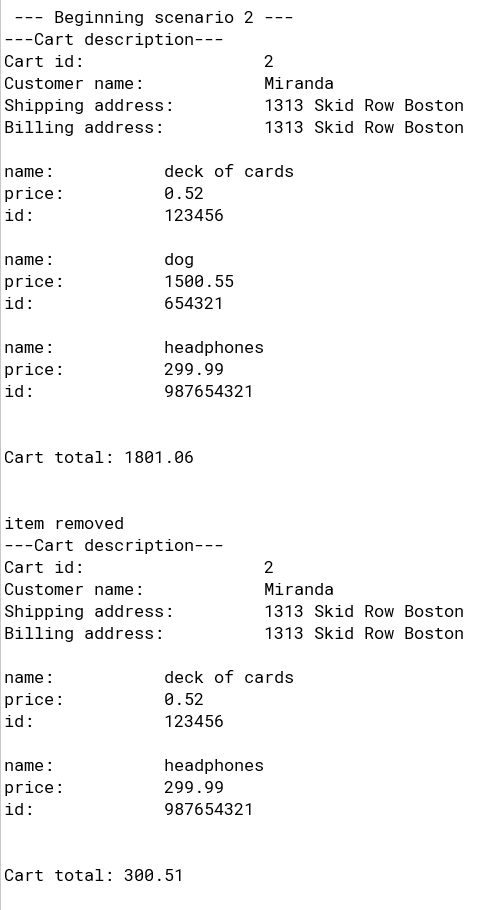 --- Beginning scenario 2 ---
---Cart description---
Cart id: 2
Customer name: Miranda
Shipping address: 1313 Skid Row Boston
Billing address: 1313 Skid Row Boston
name: deck of cards
price: 0.52
id: 123456
name: dog
price: 1500.55
id: 654321
name: headphones
price: 299.99
id: 987654321
Cart total: 1801.06
item removed
---Cart description---
Cart id: 2
Customer name: Miranda
Shipping address: 1313 Skid Row Boston
Billing address: 1313 Skid Row Boston
name: deck of cards
price: 0.52
id: 123456
name: headphones
price: 299.99
id: 987654321
Cart total: 300.51